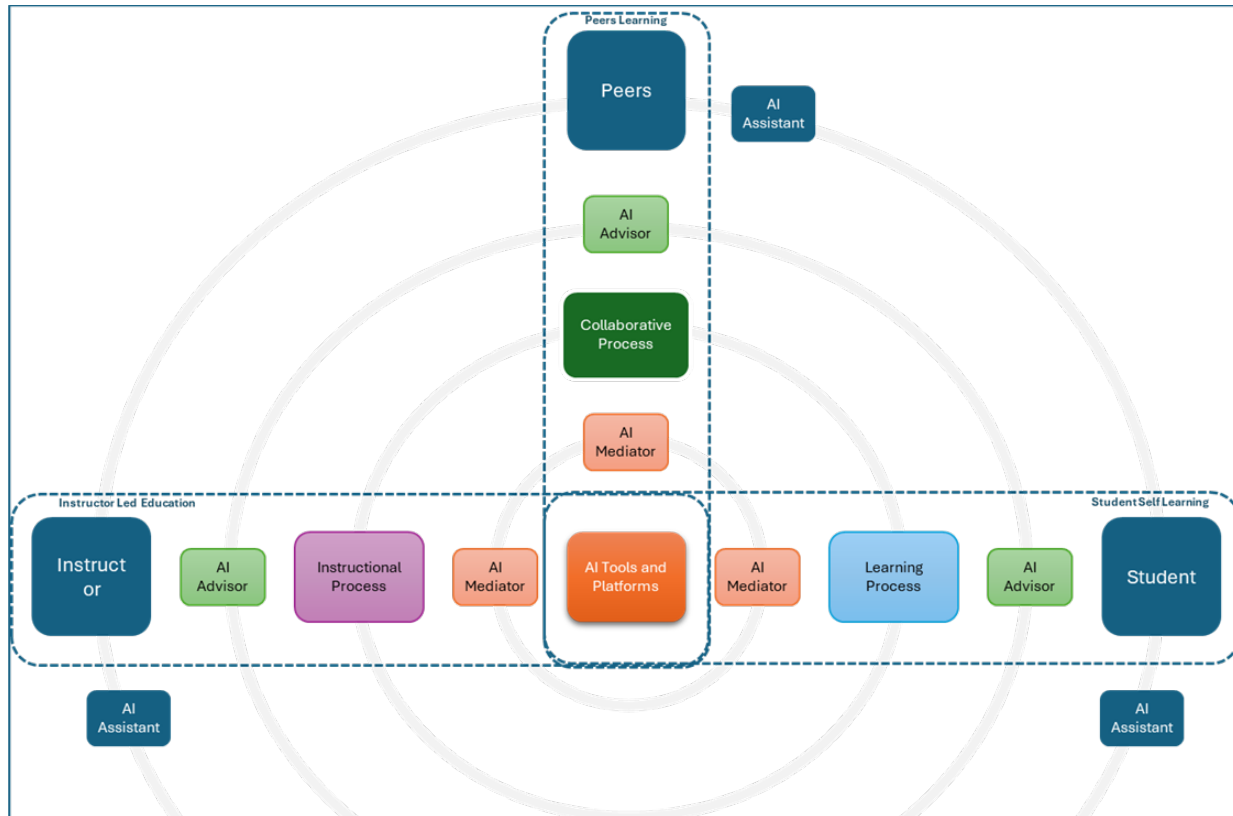 Peers Learning
Peers
AI
Assistant
AI
Advisor
Collaborative
Process
AI
Mediator
Instructor Led Education
Student Self Learning
Instruct
or
AI
Advisor
Instructional
Process
AI
Mediator
AI Tools and
Platforms
AI
Mediator
Learning
Process
AI
Advisor
Student
AI
Assistant
AI
Assistant